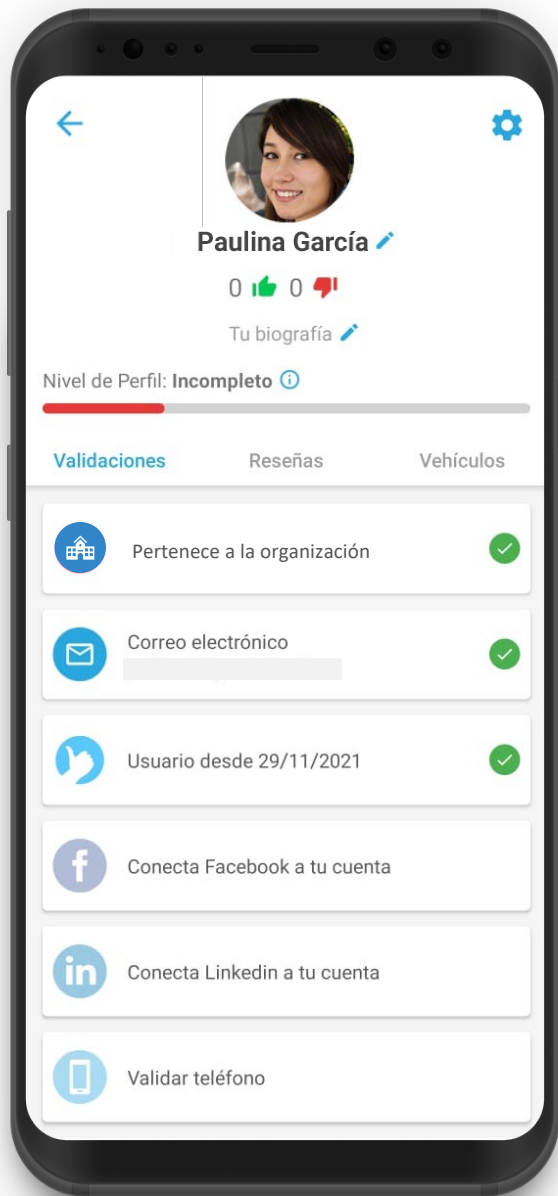 Paulina García
0 0
Tu biografía
Nivel de Perfil: Incompleto
Validaciones Reseñas Vehículos
Pertenece a la organización
Correo electrónico
Usuario desde 29/11/2021
f Conecta Facebook a tu cuenta
in Conecta Linkedin a tu cuenta
Validar teléfono